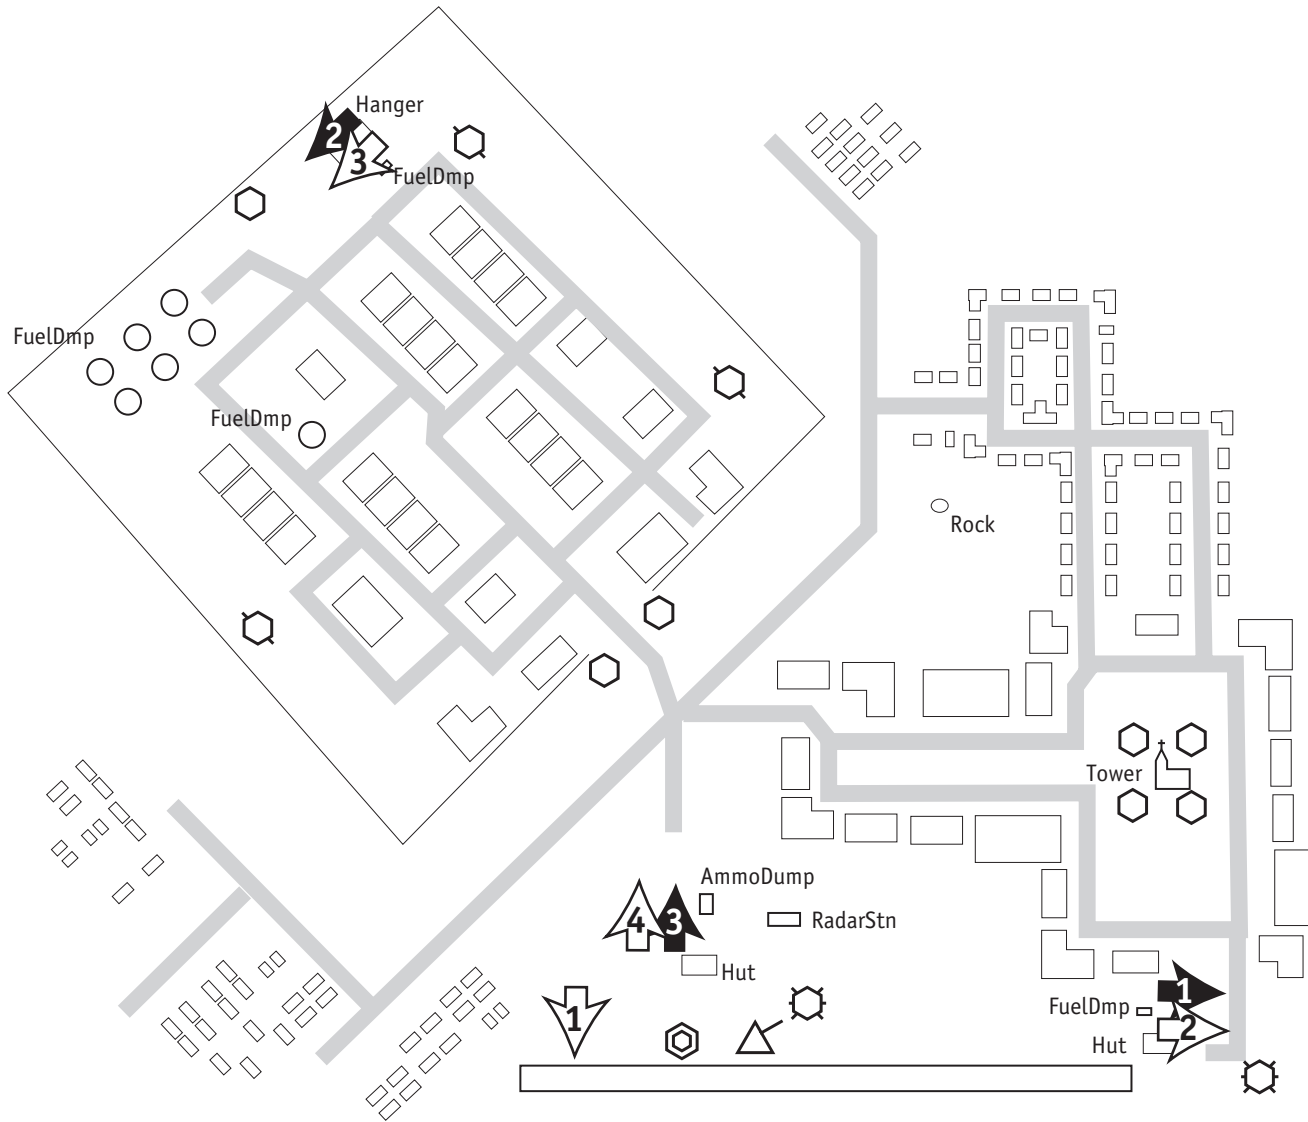 Hanger
2
3
FuelDmp
FuelDmp
FuelDmp
Rock
Tower
AmmoDump
4
3
RadarStn
Hut
1
1
FuelDmp
2
Hut